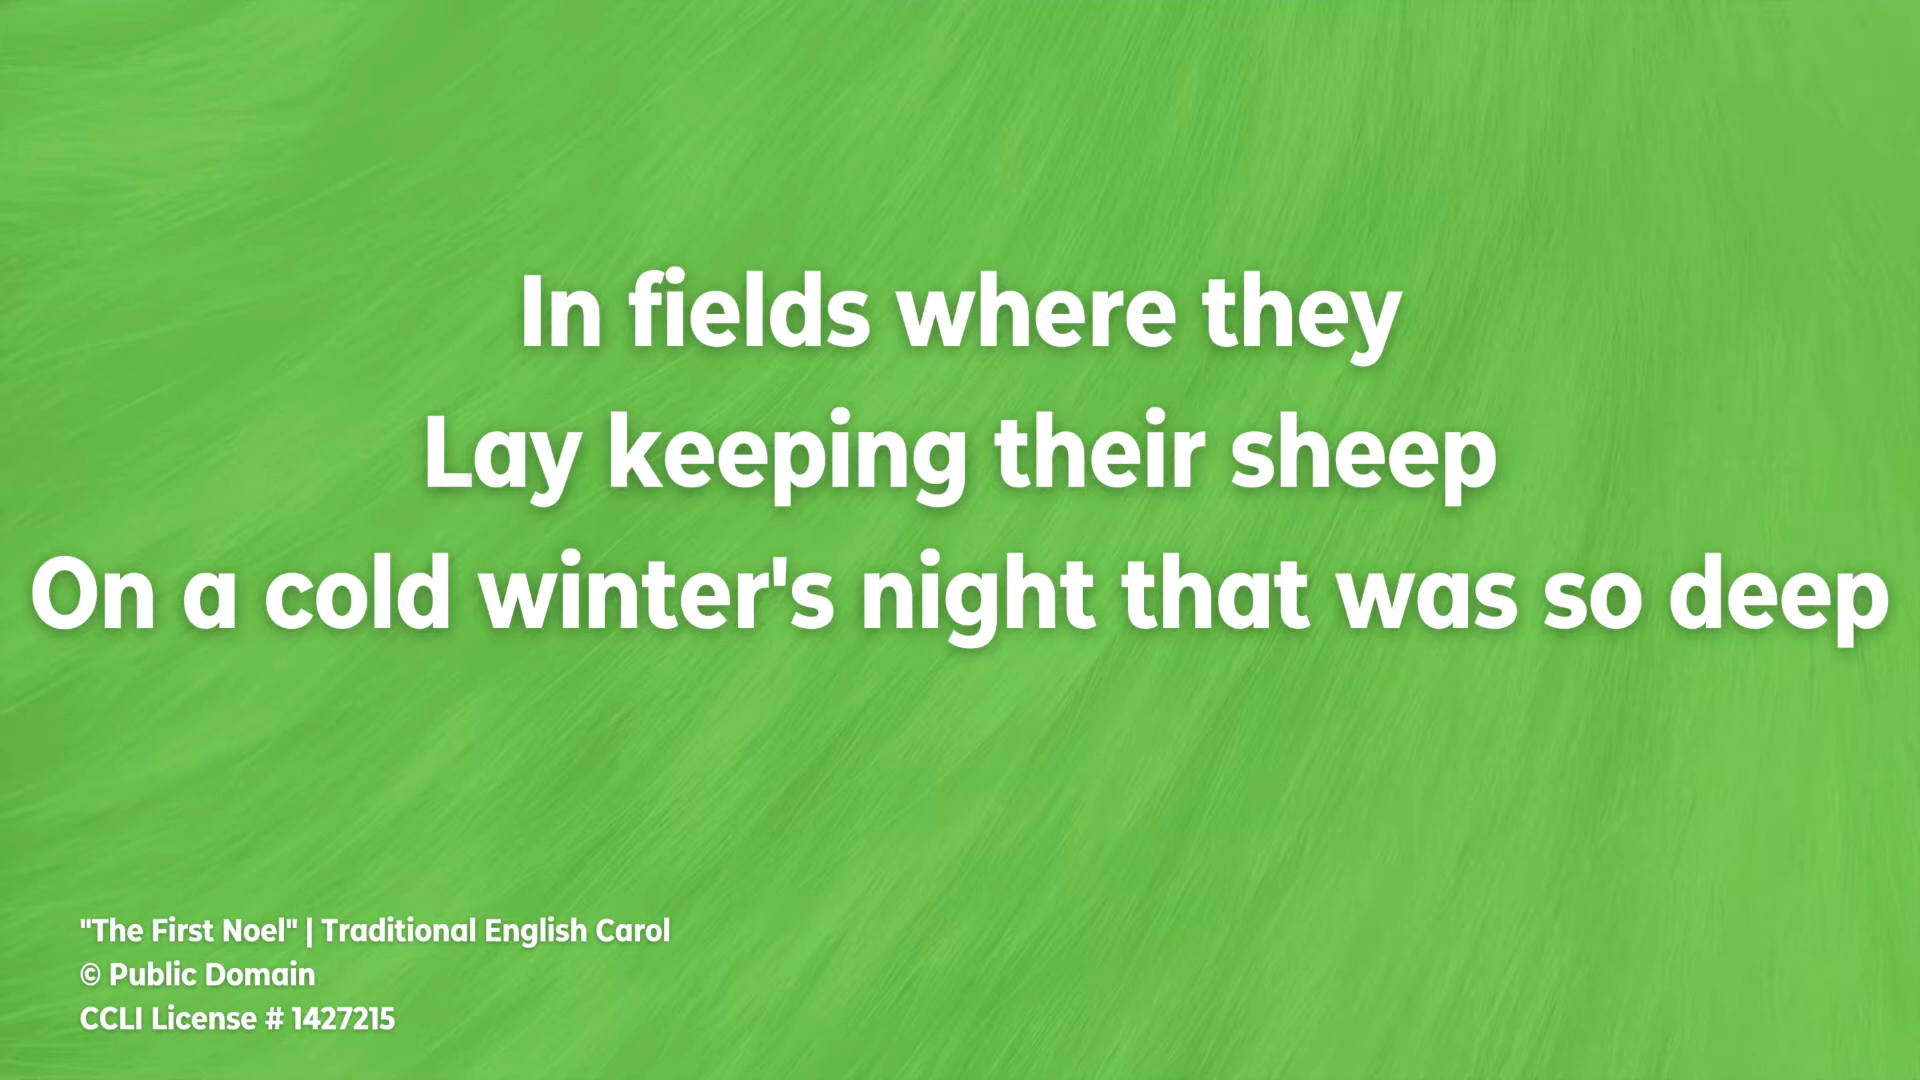 In fields where they
Lay keeping their sheep
On a cold winter's night that was so deep
"The First Noel" | Traditional English Carol
© Public Domain
CCLI License # 1427215